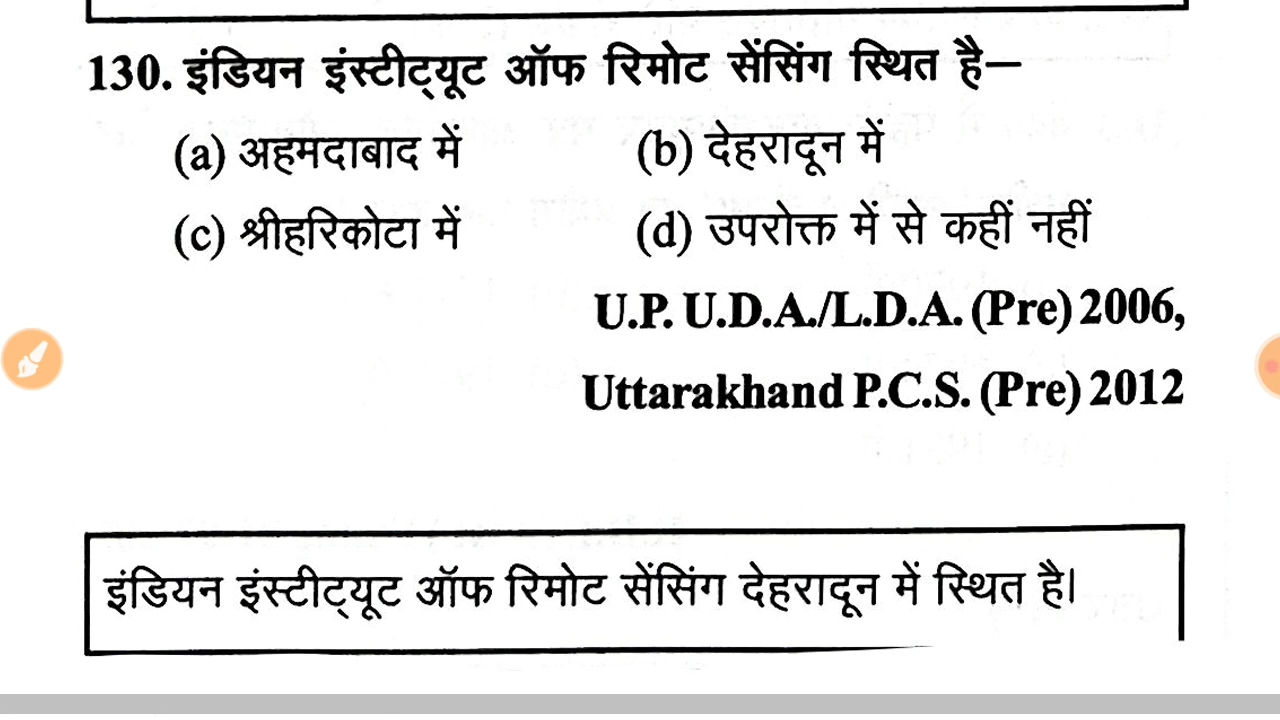 130. इंडियन इंस्टीट्यूट ऑफ रिमोट सेंसिंग स्थित है—
(a) अहमदाबाद में (b) देहरादून में
(c) श्रीहरिकोटा में (d) उपरोक्त में से कहीं नहीं
U.P. U.D.A./L.D.A. (Pre) 2006,
Uttarakhand P.C.S. (Pre) 2012
इंडियन इंस्टीट्यूट ऑफ रिमोट सेंसिंग देहरादून में स्थित है।